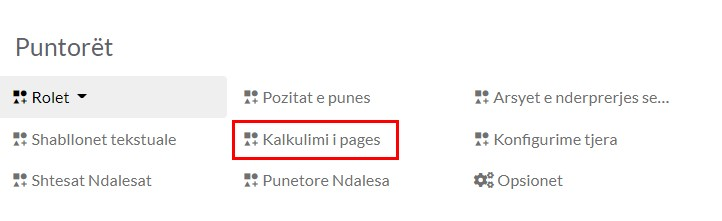 Puntorët
Rolet
Pozitat e punes
Arsyet e nderprerjes se...
Shabllonet tekstuale
Kalkulimi i pages
Konfigurime tjera
Shtesat Ndalesat
Punetore Ndalesa
Opsionet